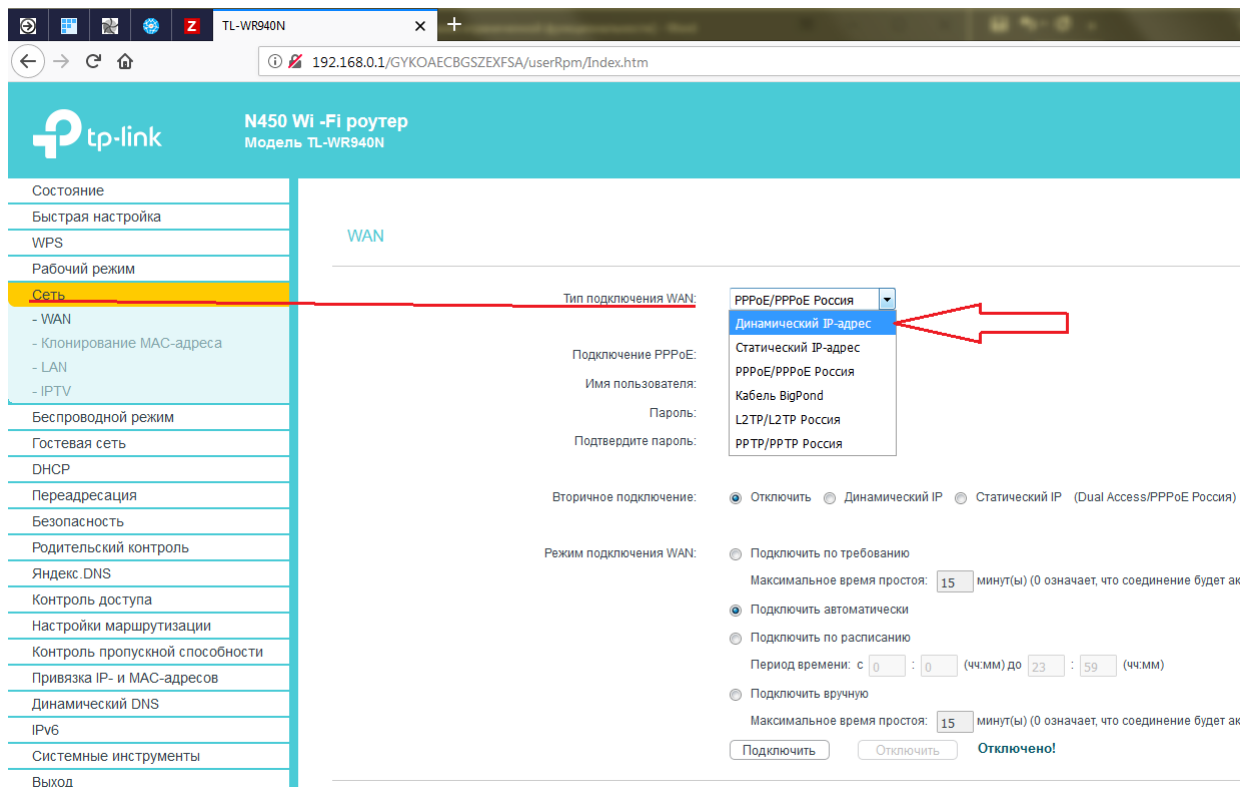 Z
TL-WR940N
192.168.0.1/GYKOAECBGSZEXFSA/userRpm/Index.htm
tp-link
N450 Wi -Fi роутер
Модель TL-WR940N
Состояние
Быстрая настройка
WPS
Рабочий режим
Сеть
- WAN
- Клонирование MAC-адреса
- LAN
- IPTV
Беспроводной режим
Гостевая сеть
DHCP
Переадресация
Безопасность
Родительский контроль
Яндекс.DNS
Контроль доступа
Настройки маршрутизации
Контроль пропускной способности
Привязка IP- и MAC-адресов
Динамический DNS
IPv6
Системные инструменты
Выход
WAN
Тип подключения WAN: PPPoE/PPPoE Россия
Динамический IP-адрес
Статический IP-адрес
PPPoE/PPPoE Россия
Кабель BigPond
L2TP/L2TP Россия
PPTP/PPTP Россия
Подключение PPPoE:
Имя пользователя:
Пароль:
Подтвердите пароль:
Вторичное подключение: Отключить Динамический IP Статический IP (Dual Access/PPPoE Россия)
Режим подключения WAN: Подключить по требованию
Максимальное время простоя: 15 минут(ы) (0 означает, что соединение будет ак
Подключить автоматически
Подключить по расписанию
Период времени: с 0 : 0 (чч:мм) до 23 : 59 (чч:мм)
Подключить вручную
Максимальное время простоя: 15 минут(ы) (0 означает, что соединение будет ак
Подключить Отключить Отключено!